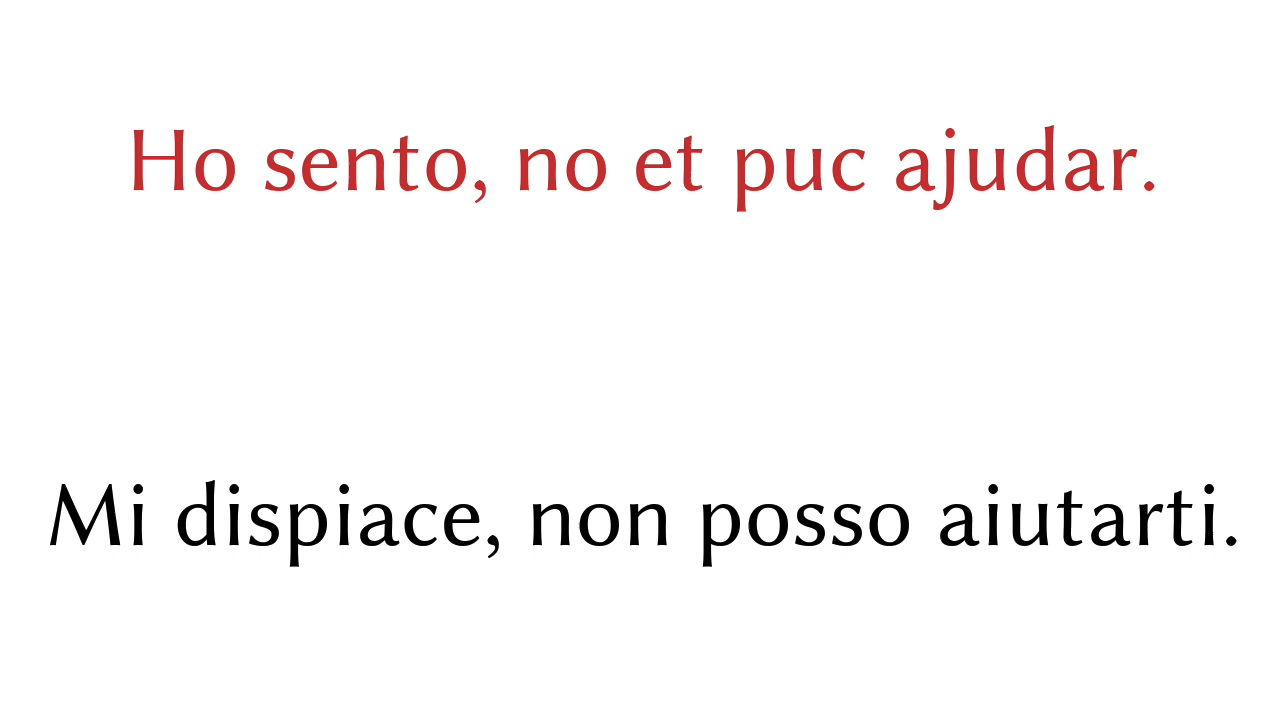 Ho sento, no et puc ajudar.
Mi dispiace, non posso aiutarti.